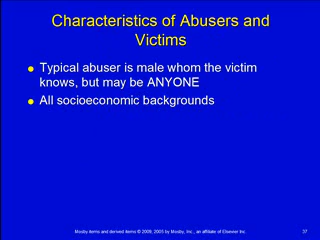 Characteristics of Abusers and
Victims
Typical abuser is male whom the victim
knows, but may be ANYONE
All socioeconomic backgrounds
Mosby items and derived items © 2009, 2005 by Mosby, Inc., an affiliate of Elsevier Inc.
37